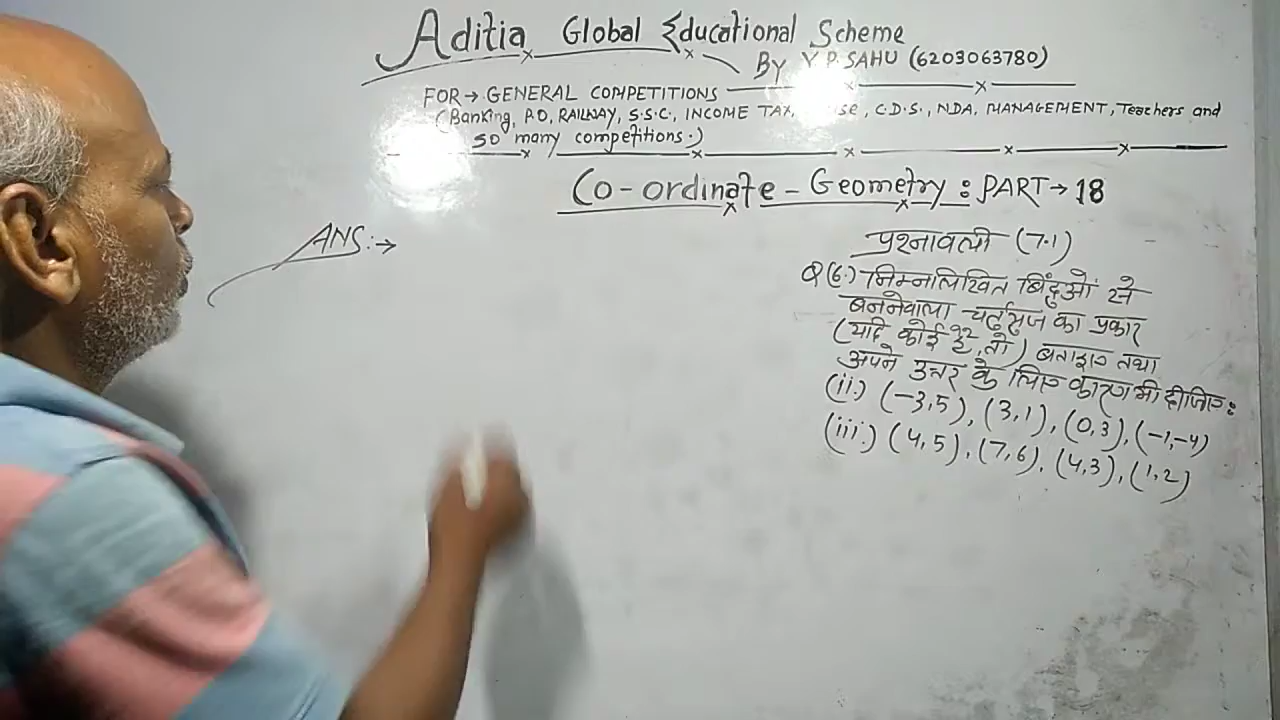 Aditia Global Educational Scheme
By Y.P. SAHU (6203063780)
FOR → GENERAL COMPETITIONS
(Banking, P.O, RAILWAY, S.S.C, INCOME TAX, C.D.S., NDA, MANAGEMENT, Teachers and
so many competitions.)
Co-ordinate - Geometry : PART → 18
ANS :→
प्रश्नावली (7.1)
Q(6.) निम्नलिखित बिंदुओं से
बननेवाला चर्तुभुज का प्रकार
(यदि कोई है, तो) बताइए तथा
अपने उत्तर के लिए कारण भी दीजिए:
(ii.) (-3,5), (3,1), (0,3), (-1,-4)
(iii.) (4,5), (7,6), (4,3), (1,2)